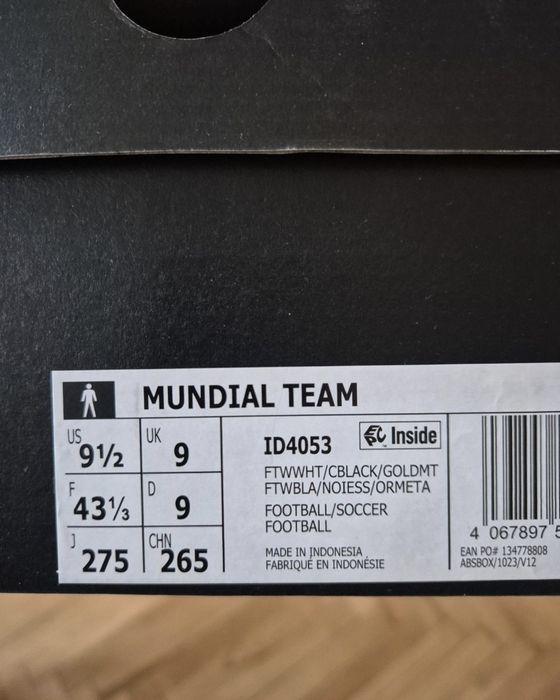 MUNDIAL TEAM
US 9½ UK 9
F 43⅓ D 9
J 275 CHN 265
ID4053
Inside
FTWWHT/CBLACK/GOLDMT
FTWBLA/NOIESS/ORMETA
FOOTBALL/SOCCER
FOOTBALL
MADE IN INDONESIA
FABRIQUÉ EN INDONÉSIE
4 067897 5
EAN PO# 134778808
ABSBOX/1023/V12